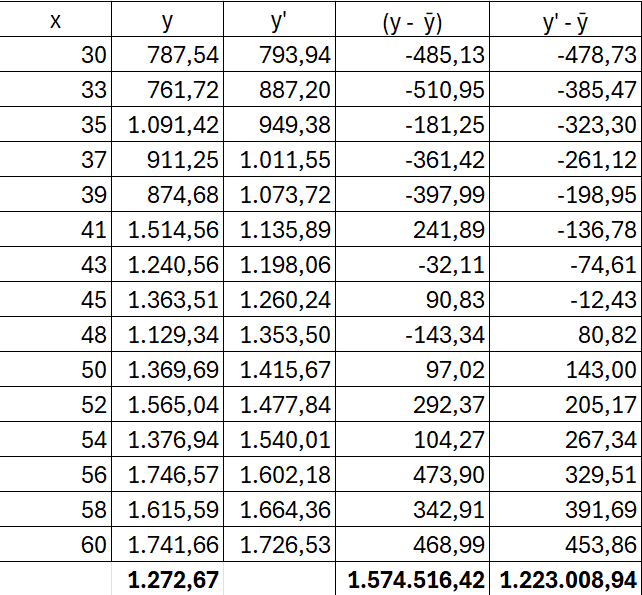 x y y' (y - ȳ) y' - ȳ
30 787,54 793,94 -485,13 -478,73
33 761,72 887,20 -510,95 -385,47
35 1.091,42 949,38 -181,25 -323,30
37 911,25 1.011,55 -361,42 -261,12
39 874,68 1.073,72 -397,99 -198,95
41 1.514,56 1.135,89 241,89 -136,78
43 1.240,56 1.198,06 -32,11 -74,61
45 1.363,51 1.260,24 90,83 -12,43
48 1.129,34 1.353,50 -143,34 80,82
50 1.369,69 1.415,67 97,02 143,00
52 1.565,04 1.477,84 292,37 205,17
54 1.376,94 1.540,01 104,27 267,34
56 1.746,57 1.602,18 473,90 329,51
58 1.615,59 1.664,36 342,91 391,69
60 1.741,66 1.726,53 468,99 453,86
1.272,67 1.574.516,42 1.223.008,94